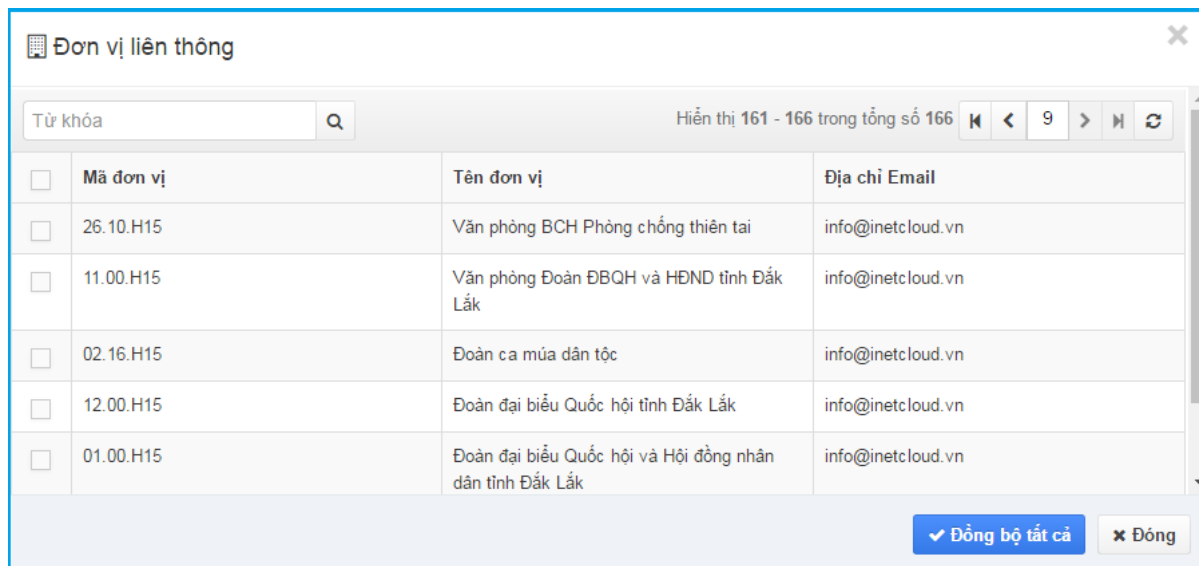 Đơn vị liên thông
Từ khóa
Hiển thị 161 - 166 trong tổng số 166 9
Mã đơn vị Tên đơn vị Địa chỉ Email
26.10.H15 Văn phòng BCH Phòng chống thiên tai info@inetcloud.vn
11.00.H15 Văn phòng Đoàn ĐBQH và HĐND tỉnh Đắk info@inetcloud.vn
Lắk
02.16.H15 Đoàn ca múa dân tộc info@inetcloud.vn
12.00.H15 Đoàn đại biểu Quốc hội tỉnh Đắk Lắk info@inetcloud.vn
01.00.H15 Đoàn đại biểu Quốc hội và Hội đồng nhân info@inetcloud.vn
dân tỉnh Đắk Lắk
Đồng bộ tất cả Đóng